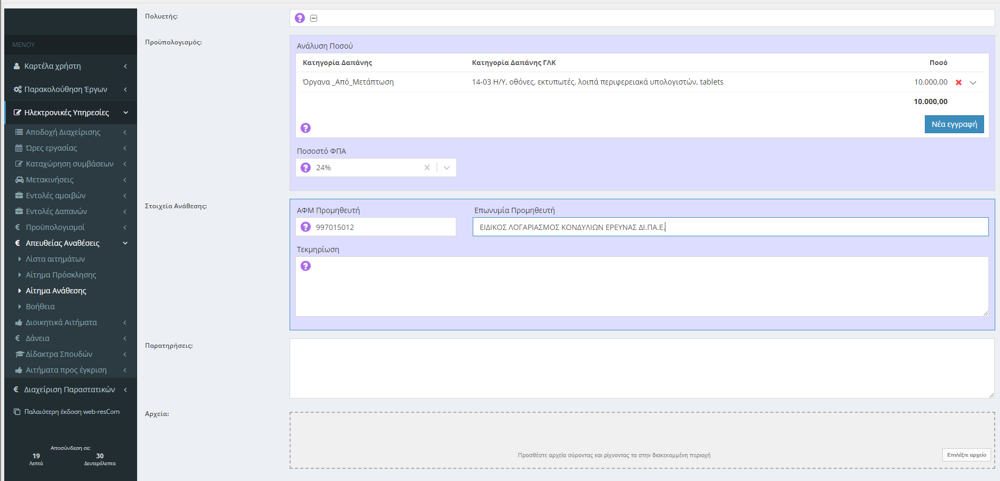 ΜΕΝΟΥ
Καρτέλα χρήστη
Παρακολούθηση Έργων
Ηλεκτρονικές Υπηρεσίες
Αποδοχή Διαχείρισης
Ώρες εργασίας
Καταχώρηση συμβάσεων
Μετακινήσεις
Εντολές αμοιβών
Εντολές Δαπανών
€ Προϋπολογισμοί
€ Απευθείας Αναθέσεις
Λίστα αιτημάτων
Αίτημα Πρόσκλησης
Αίτημα Ανάθεσης
Βοήθεια
Διοικητικά Αιτήματα
€ Δάνεια
Δίδακτρα Σπουδών
Αιτήματα προς έγκριση
€ Διαχείριση Παραστατικών
Παλαιότερη έκδοση web-resCom
Αποσύνδεση σε:
19 30
Λεπτά Δευτερόλεπτα
Πολυετής:
?
Προϋπολογισμός:
Ανάλυση Ποσού
Κατηγορία Δαπάνης Κατηγορία Δαπάνης ΓΛΚ Ποσό
Όργανα _Από_Μετάπτωση 14-03 Η/Υ, οθόνες, εκτυπωτές, λοιπά περιφερειακά υπολογιστών, tablets 10.000,00
10.000,00
? Νέα εγγραφή
Ποσοστό ΦΠΑ
? 24%
Στοιχεία Ανάθεσης:
ΑΦΜ Προμηθευτή Επωνυμία Προμηθευτή
? 997015012 ΕΙΔΙΚΟΣ ΛΟΓΑΡΙΑΣΜΟΣ ΚΟΝΔΥΛΙΩΝ ΕΡΕΥΝΑΣ ΔΙ.ΠΑ.Ε.
Τεκμηρίωση
?
Παρατηρήσεις:
Αρχεία:
Προσθέστε αρχεία σύροντας και ρίχνοντας τα στην διακεκομμένη περιοχή
Επιλέξτε αρχείο